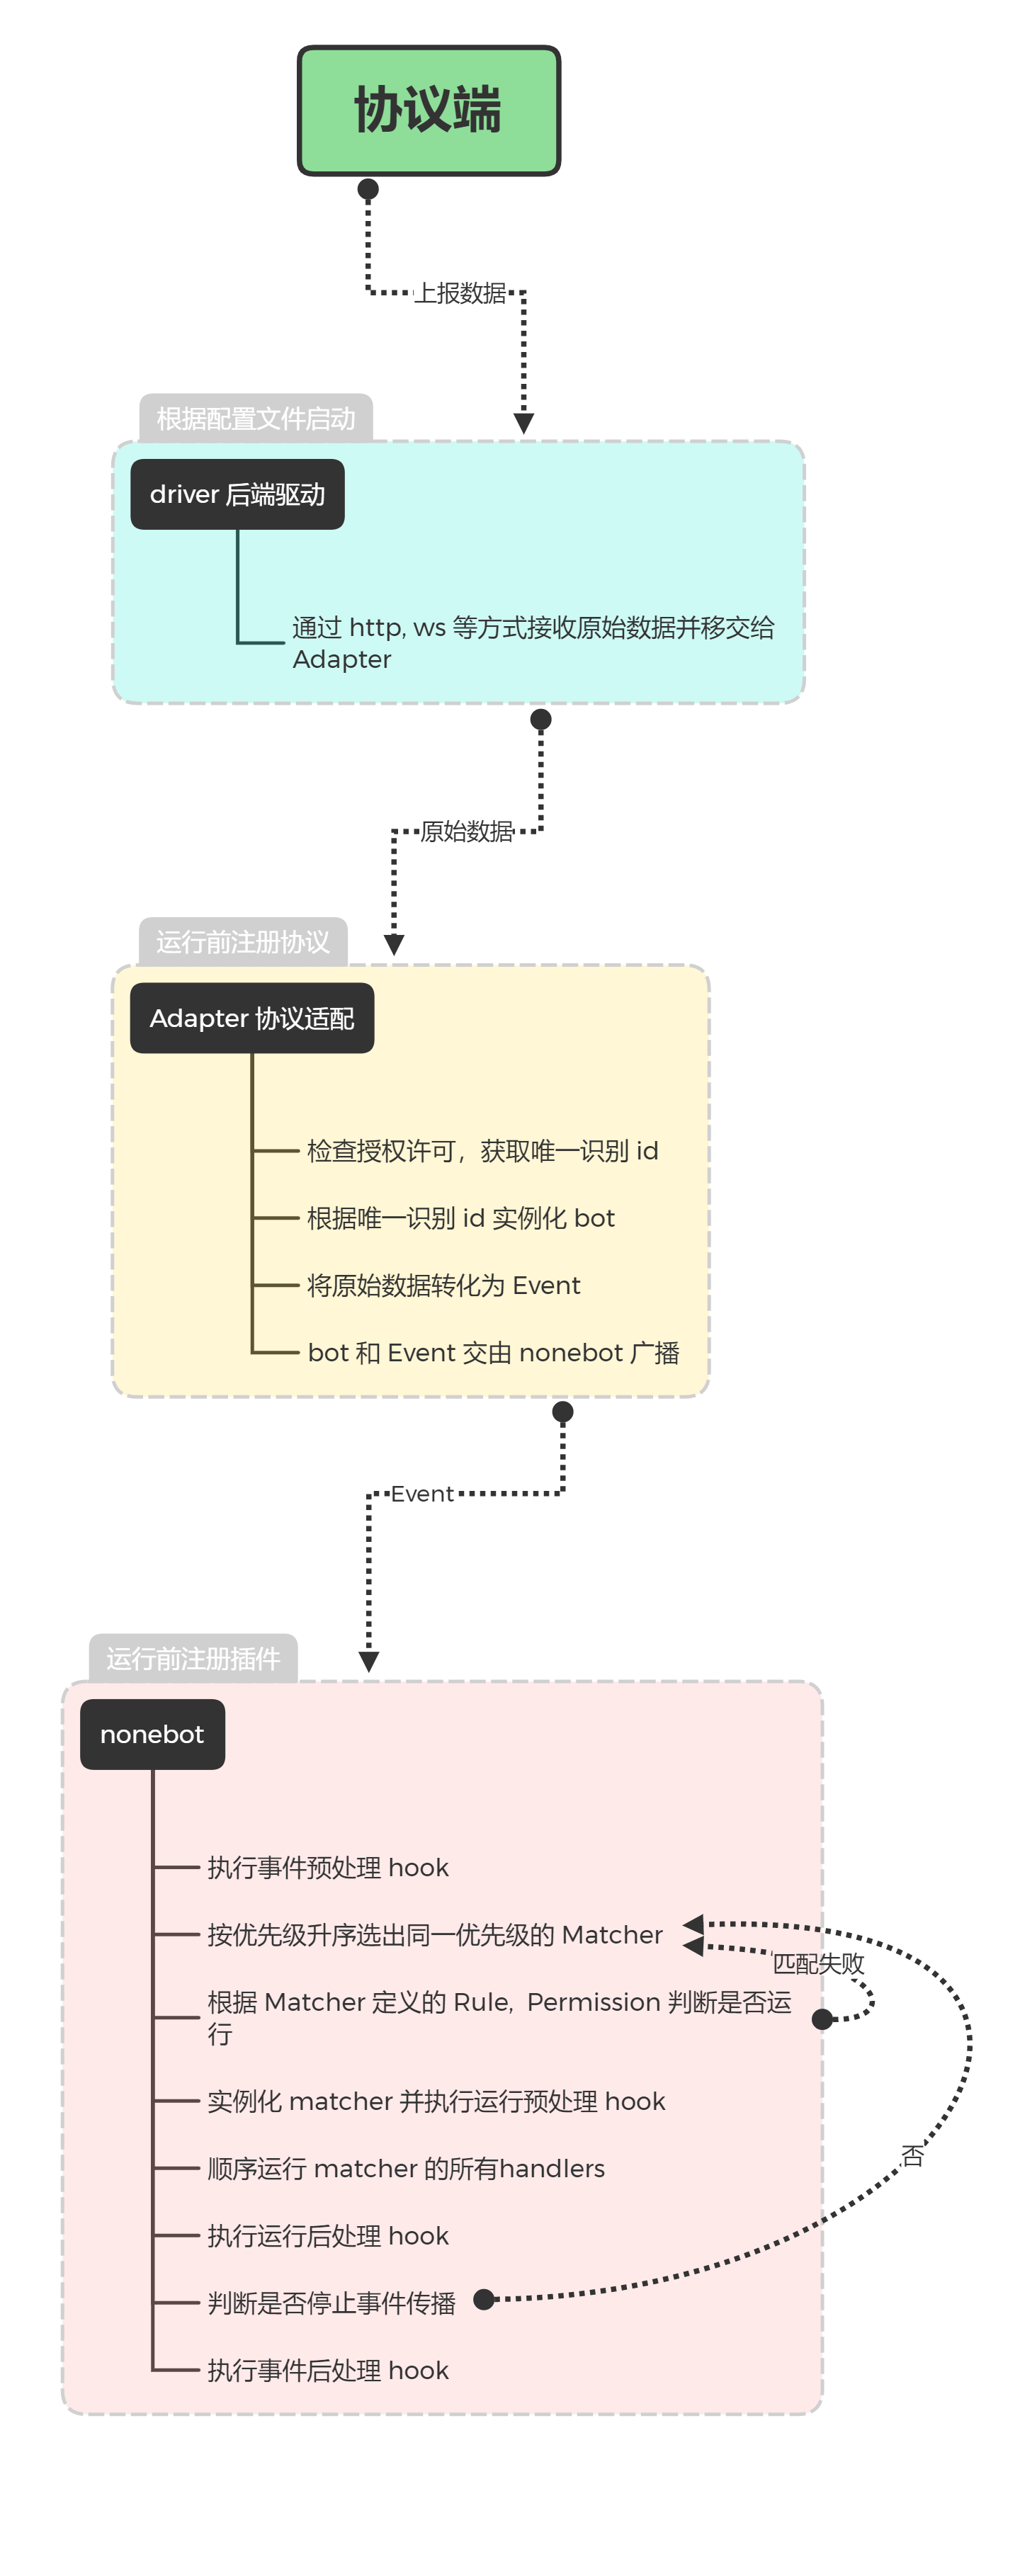 协议端
上报数据
根据配置文件启动
driver 后端驱动
通过 http, ws 等方式接收原始数据并移交给
Adapter
原始数据
运行前注册协议
Adapter 协议适配
检查授权许可，获取唯一识别 id
根据唯一识别 id 实例化 bot
将原始数据转化为 Event
bot 和 Event 交由 nonebot 广播
Event
运行前注册插件
nonebot
执行事件预处理 hook
按优先级升序选出同一优先级的 Matcher
匹配失败
根据 Matcher 定义的 Rule, Permission 判断是否运
行
实例化 matcher 并执行运行预处理 hook
否
顺序运行 matcher 的所有handlers
执行运行后处理 hook
判断是否停止事件传播
执行事件后处理 hook